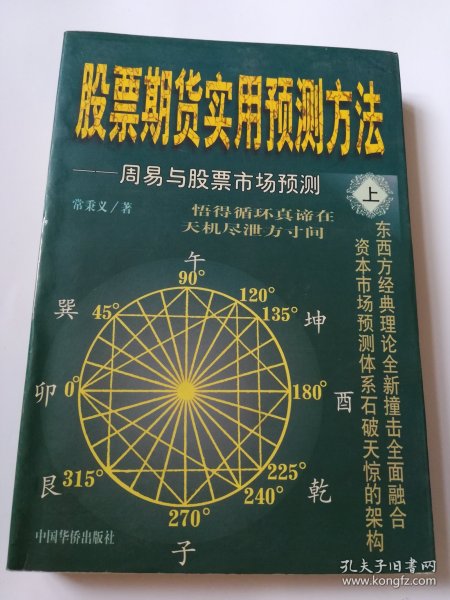 股票期货实用预测方法
——周易与股票市场预测
上
常秉义/著
悟得循环真谛在
天机尽泄方寸间
东西方经典理论全新撞击全面融合
资本市场预测体系石破天惊的架构
午
90°
120°
135°
坤
巽
45°
卯
0°
180°
酉
艮
315°
225°
240°
乾
270°
子
中国华侨出版社
孔夫子旧书网
www.kongfz.com